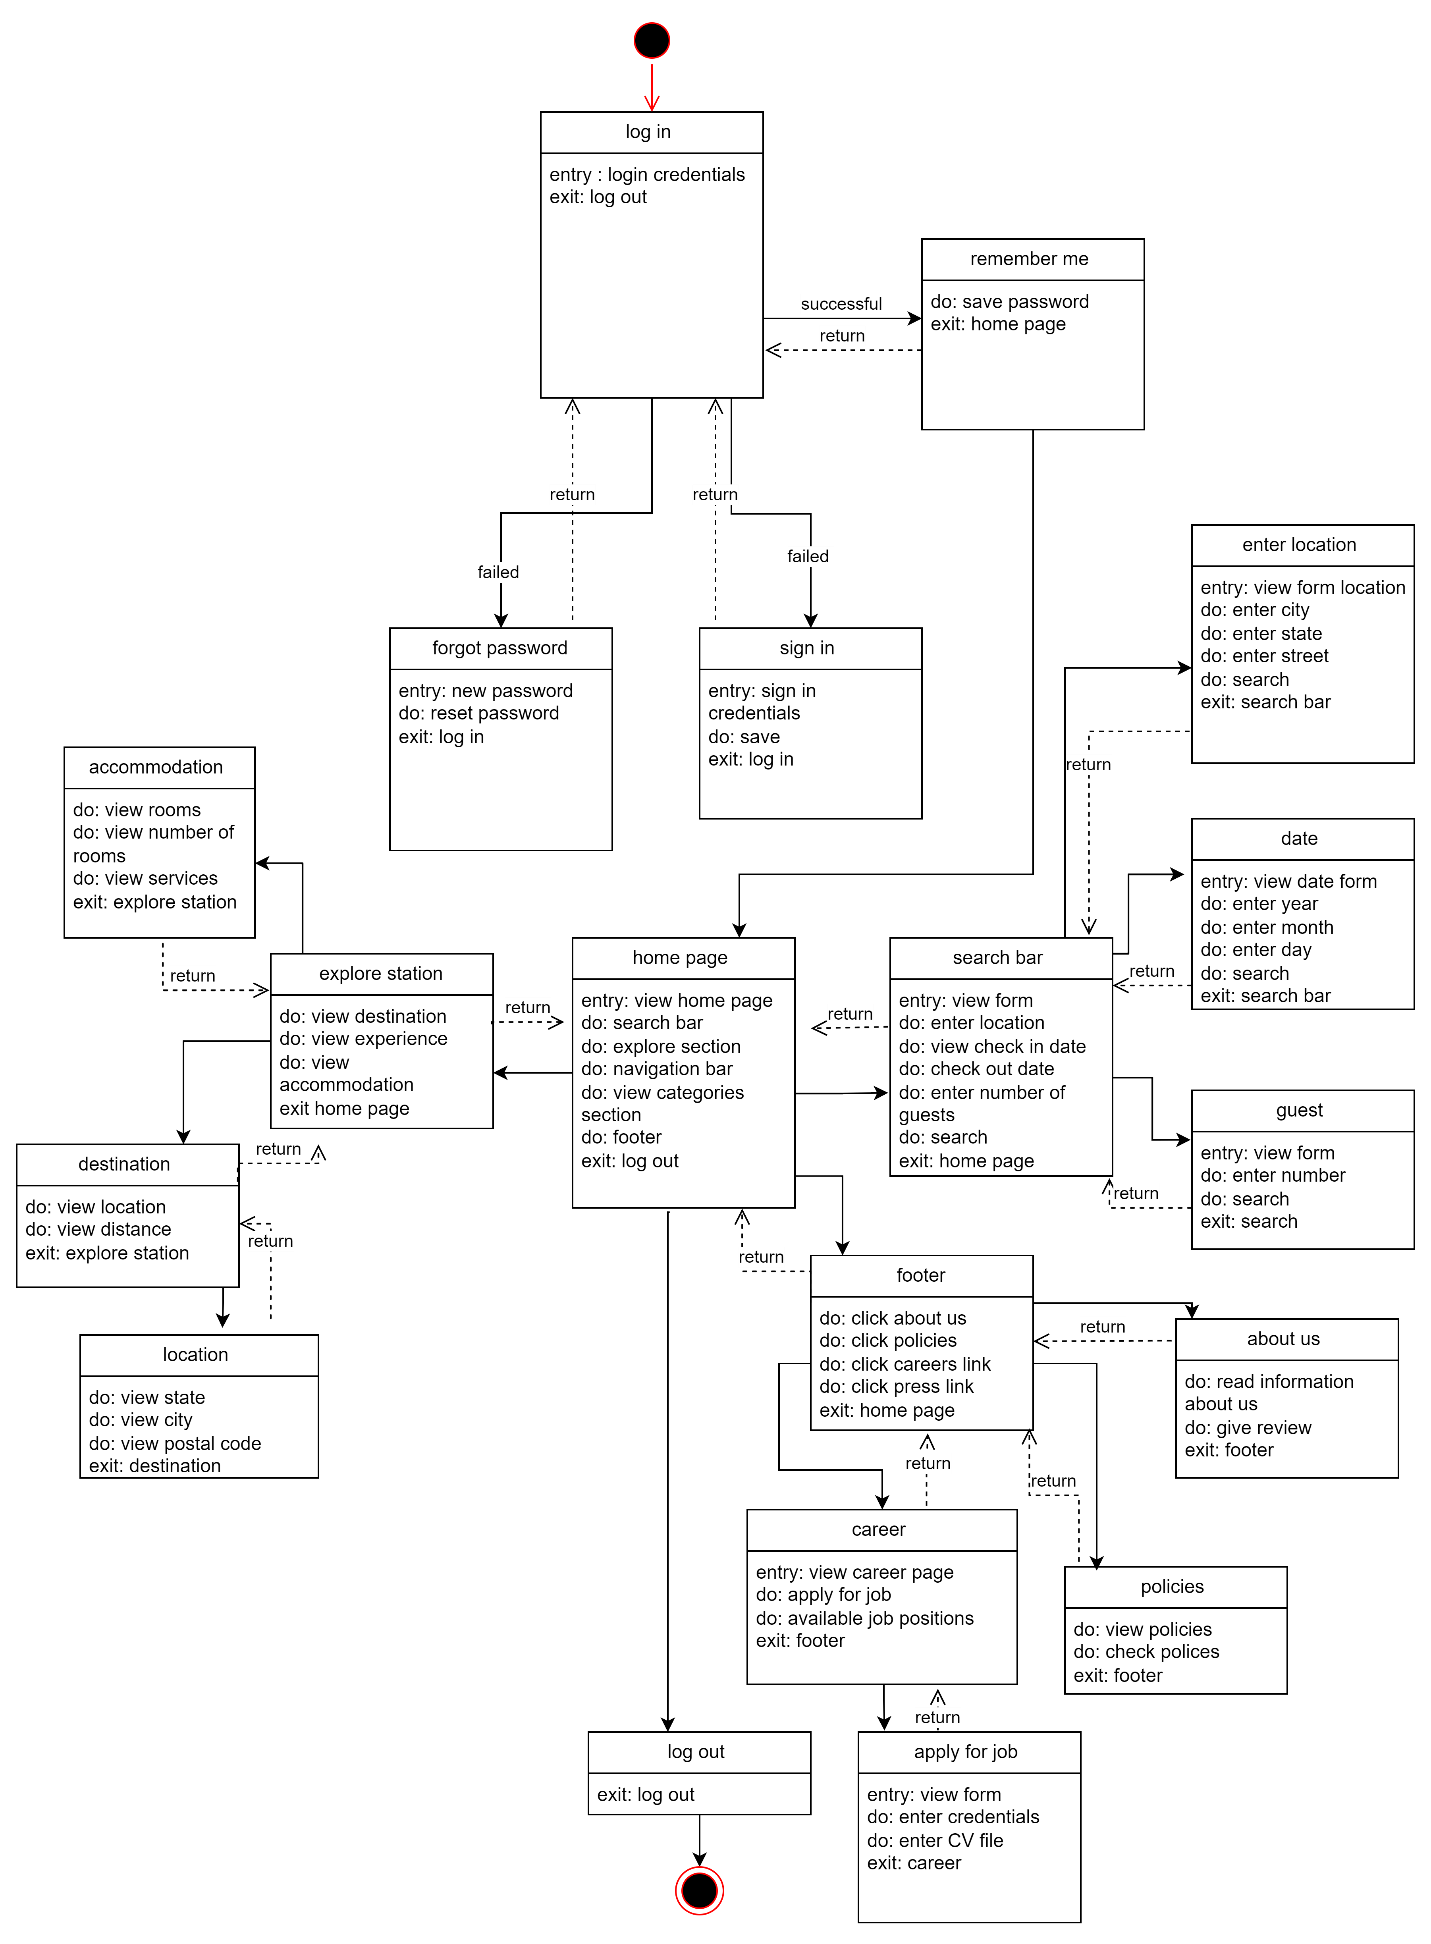 log in
entry : login credentials
exit: log out
remember me
do: save password
exit: home page
successful
return
return
return
failed
failed
forgot password
entry: new password
do: reset password
exit: log in
sign in
entry: sign in
credentials
do: save
exit: log in
enter location
entry: view form location
do: enter city
do: enter state
do: enter street
do: search
exit: search bar
return
accommodation
do: view rooms
do: view number of
rooms
do: view services
exit: explore station
return
date
entry: view date form
do: enter year
do: enter month
do: enter day
do: search
exit: search bar
return
explore station
do: view destination
do: view experience
do: view
accommodation
exit home page
return
home page
entry: view home page
do: search bar
do: explore section
do: navigation bar
do: view categories
section
do: footer
exit: log out
return
search bar
entry: view form
do: enter location
do: view check in date
do: check out date
do: enter number of
guests
do: search
exit: home page
guest
entry: view form
do: enter number
do: search
exit: search
return
destination
do: view location
do: view distance
exit: explore station
return
return
location
do: view state
do: view city
do: view postal code
exit: destination
return
footer
do: click about us
do: click policies
do: click careers link
do: click press link
exit: home page
return
about us
do: read information
about us
do: give review
exit: footer
return
return
career
entry: view career page
do: apply for job
do: available job positions
exit: footer
policies
do: view policies
do: check polices
exit: footer
return
log out
exit: log out
apply for job
entry: view form
do: enter credentials
do: enter CV file
exit: career